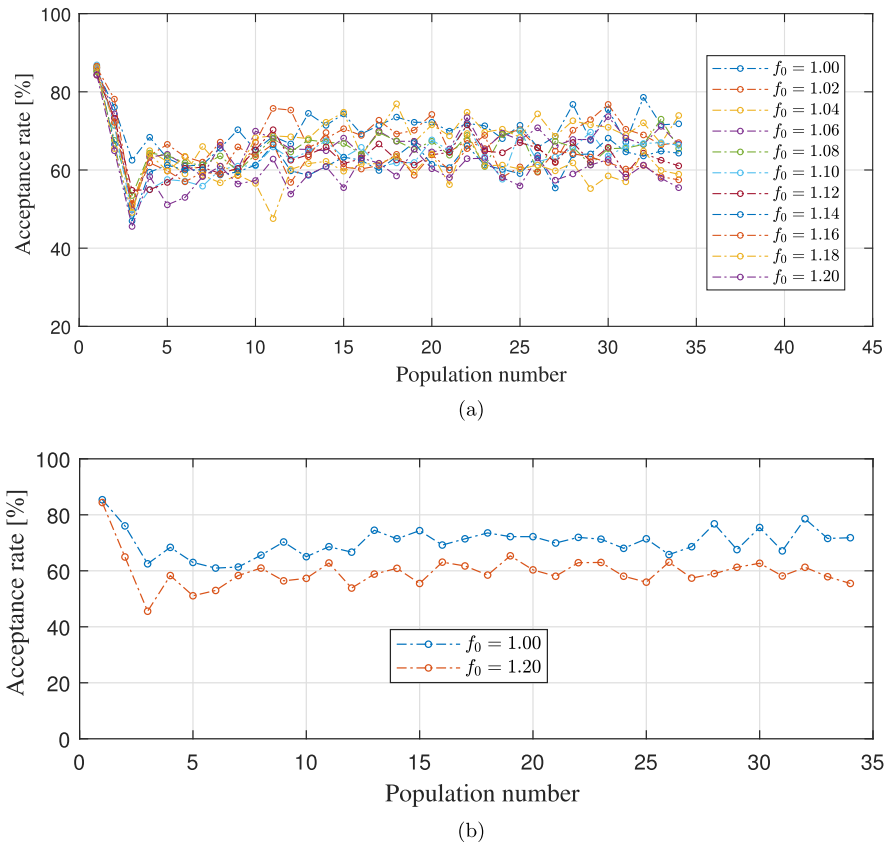 100
80
60
40
20
0
5
10
15
20
25
30
35
40
45
Acceptance rate [%]
Population number
f₀ = 1.00
f₀ = 1.02
f₀ = 1.04
f₀ = 1.06
f₀ = 1.08
f₀ = 1.10
f₀ = 1.12
f₀ = 1.14
f₀ = 1.16
f₀ = 1.18
f₀ = 1.20
(a)
100
80
60
40
20
0
0
5
10
15
20
25
30
35
Acceptance rate [%]
Population number
f₀ = 1.00
f₀ = 1.20
(b)